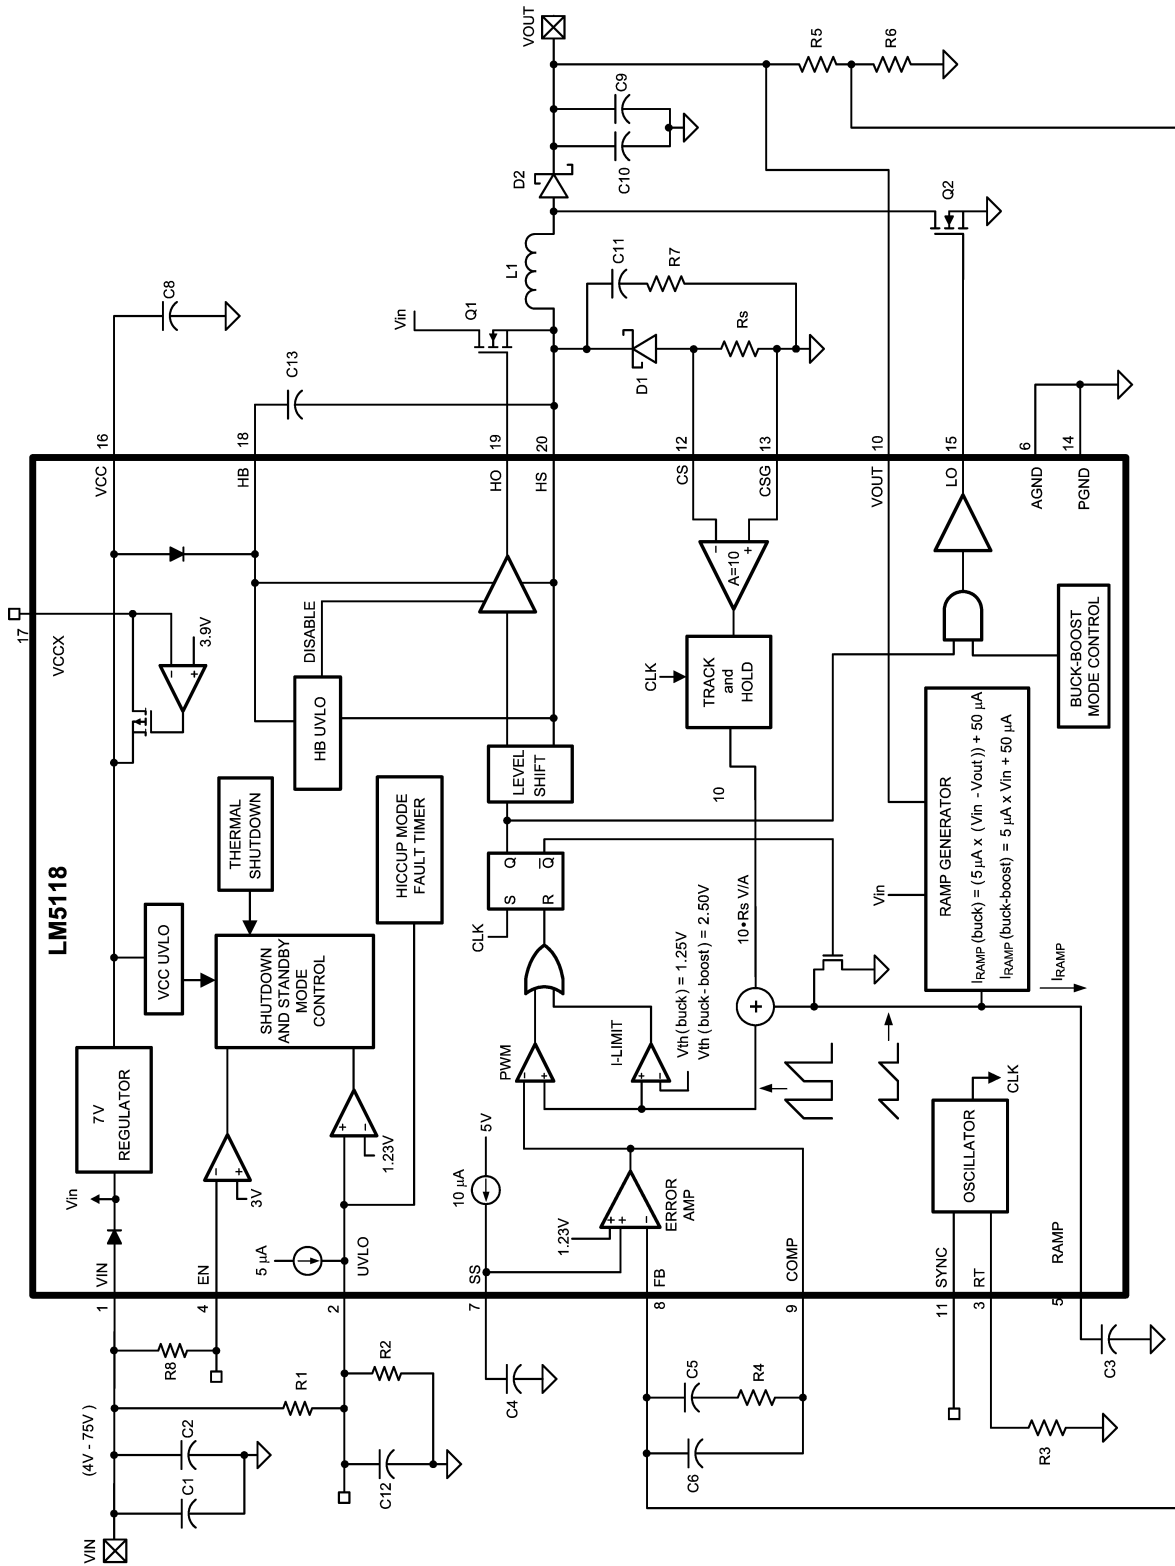 LM5118
VIN
(4V - 75V )
C1
C2
R1
R8
C12
R2
1
VIN
4
EN
2
UVLO
5 µA
Vin
7V
REGULATOR
3V
1.23V
VCC UVLO
THERMAL
SHUTDOWN
SHUTDOWN
AND STANDBY
MODE
CONTROL
HICCUP MODE
FAULT TIMER
17
VCCX
3.9V
DISABLE
HB UVLO
VCC
16
C8
HB
18
C13
HO
19
HS
20
Vin
Q1
L1
D2
VOUT
C10
C9
C11
R7
D1
Rs
R5
R6
Q2
CS
12
CSG
13
VOUT
10
LO
15
6
AGND
14
PGND
A=10
-
+
CLK
TRACK
and
HOLD
10
10•Rs V/A
LEVEL
SHIFT
S
Q
R
Q
CLK
PWM
I-LIMIT
Vth ( buck ) = 1.25V
Vth ( buck - boost ) = 2.50V
+
BUCK-BOOST
MODE CONTROL
Vin
RAMP GENERATOR
IRAMP (buck) = ( 5 µA x ( Vin - Vout )) + 50 µA
IRAMP (buck-boost) = 5 µA x Vin + 50 µA
IRAMP
CLK
OSCILLATOR
5V
10 µA
1.23V
ERROR
AMP
7
SS
8
FB
9
COMP
11
SYNC
3
RT
5
RAMP
C4
C5
R4
C6
R3
C3